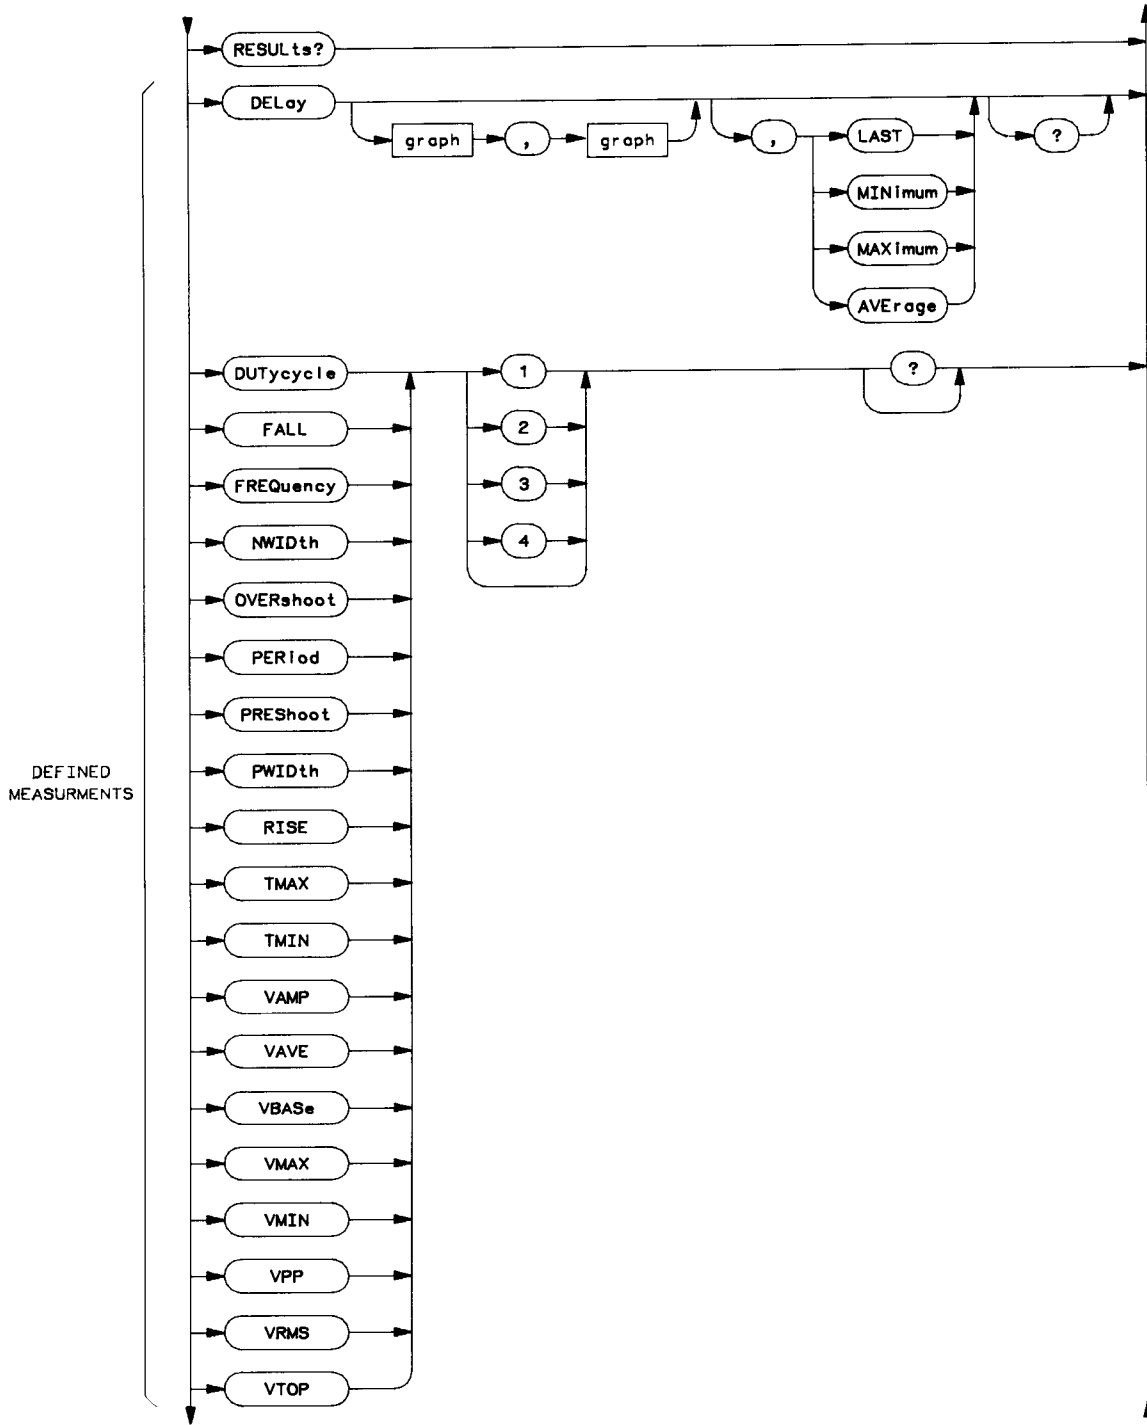 RESULts?
DELay
graph , graph , LAST ?
MINimum
MAXimum
AVErage
DUTycycle 1 ?
FALL 2
FREQuency 3
NWIDth 4
OVERshoot
PERiod
PREShoot
PWIDth
DEFINED
MEASURMENTS
RISE
TMAX
TMIN
VAMP
VAVE
VBASe
VMAX
VMIN
VPP
VRMS
VTOP